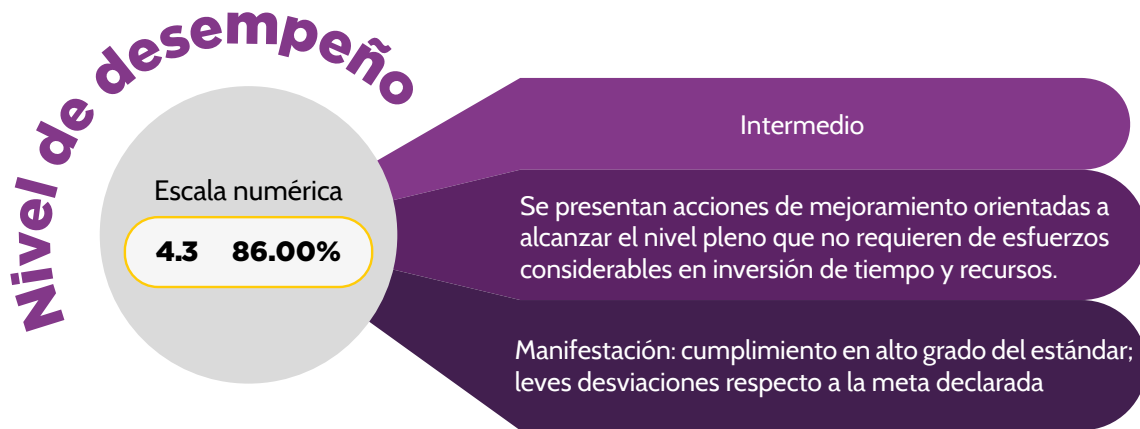 Nivel de desempeño
Escala numérica
4.3 86.00%
Intermedio
Se presentan acciones de mejoramiento orientadas a
alcanzar el nivel pleno que no requieren de esfuerzos
considerables en inversión de tiempo y recursos.
Manifestación: cumplimiento en alto grado del estándar;
leves desviaciones respecto a la meta declarada